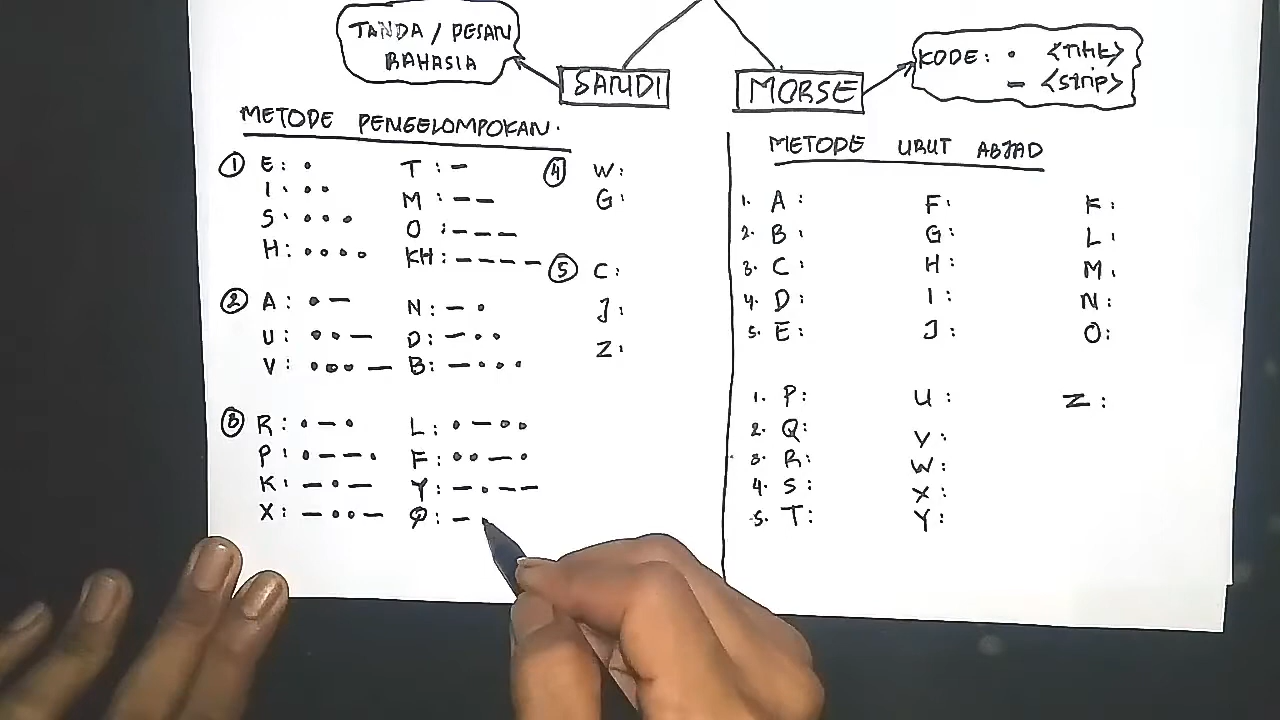 TANDA / PESAN
RAHASIA
SANDI
MORSE
KODE: • <TITIK>
– <STRIP>
METODE PENGELOMPOKAN.
① E: •
I: • •
S: • • •
H: • • • •
T: –
M: – –
O: – – –
KH: – – – –
② A: • –
U: • • –
V: • • • –
N: – •
D: – • •
B: – • • •
③ R: • – •
P: • – – •
K: – • –
X: – • • –
L: • – • •
F: • • – •
Y: – • – –
Q: –
④ W:
G:
⑤ C:
J:
Z:
METODE URUT ABJAD
1. A:
2. B:
3. C:
4. D:
5. E:
F:
G:
H:
I:
J:
K:
L:
M:
N:
O:
1. P:
2. Q:
3. R:
4. S:
5. T:
U:
V:
W:
X:
Y:
Z: